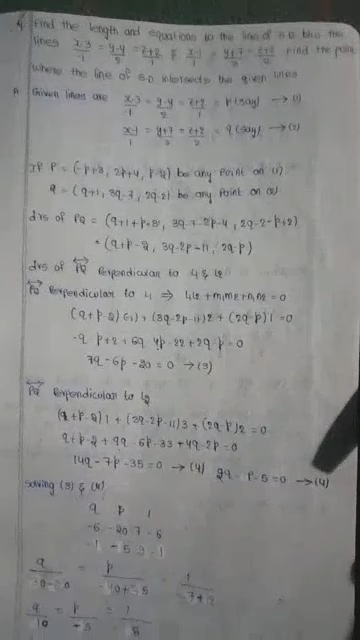 4. Find the length and equations to the line of S.D b/w the
lines x-3/-1 = y-4/2 = z+2/1 & x-1/1 = y+7/3 = z+2/2 Find the point
where the line of S.D intersects the given lines
A Given lines are x-3/-1 = y-4/2 = z+2/1 = p (say) → (1)
x-1/1 = y+7/3 = z+2/2 = q (say) → (2)
If P = (-p+3, 2p+4, p-2) be any point on (1)
Q = (q+1, 3q-7, 2q-2) be any point on (2)
drs of PQ = (q+1+p-3, 3q-7-2p-4, 2q-2-p+2)
= (q+p-2, 3q-2p-11, 2q-p)
drs of PQ Perpendicular to L1 & L2
PQ Perpendicular to L1 ⇒ l1l2 + m1m2 + n1n2 = 0
(q+p-2)(-1) + (3q-2p-11)2 + (2q-p)1 = 0
-q-p+2+6q-4p-22+2q-p=0
7q-6p-20=0 → (3)
PQ Perpendicular to L2
(q+p-2)1 + (3q-2p-11)3 + (2q-p)2 = 0
q+p-2+9q-6p-33+4q-2p=0
14q-7p-35=0 → (4) 2q-p-5=0 → (4)
solving (3) & (4)
q p 1
-6 -20 7 -6
-1 -5 2 -1
q/30-20 = p/-40+35 = 1/-7+12
q/10 = p/-5 = 1/5